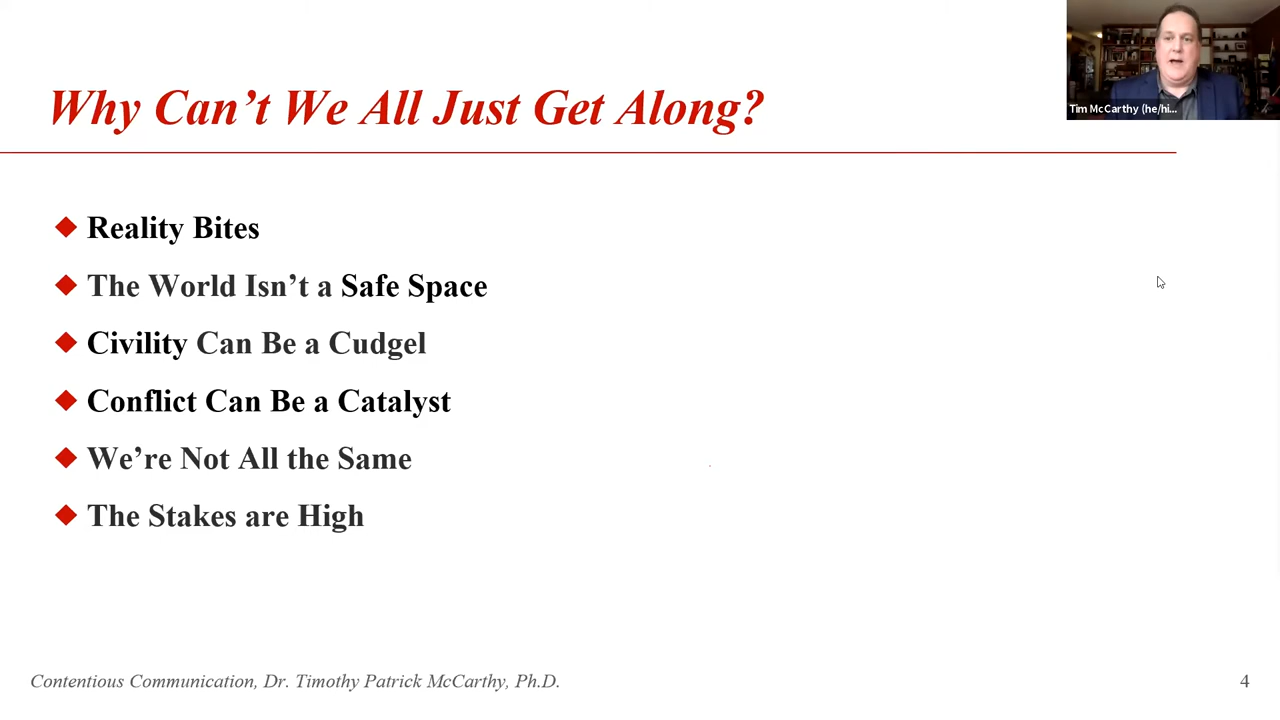 Why Can't We All Just Get Along?
Tim McCarthy (he/hi...
Reality Bites
The World Isn't a Safe Space
Civility Can Be a Cudgel
Conflict Can Be a Catalyst
We're Not All the Same
The Stakes are High
Contentious Communication, Dr. Timothy Patrick McCarthy, Ph.D.
4